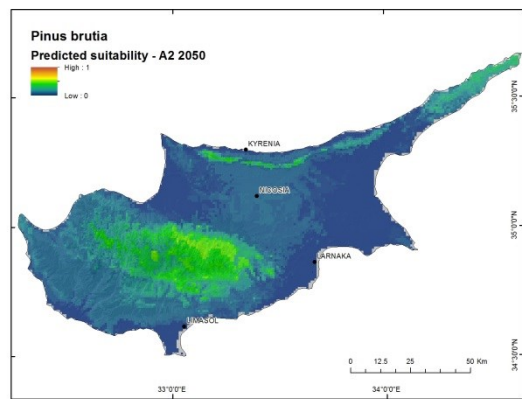 Pinus brutia
Predicted suitability - A2 2050
High : 1
Low : 0
KYRENIA
NICOSIA
LARNAKA
LIMASOL
35°30'0"N
35°0'0"N
34°30'0"N
0 12.5 25 50 Km
33°0'0"E
34°0'0"E